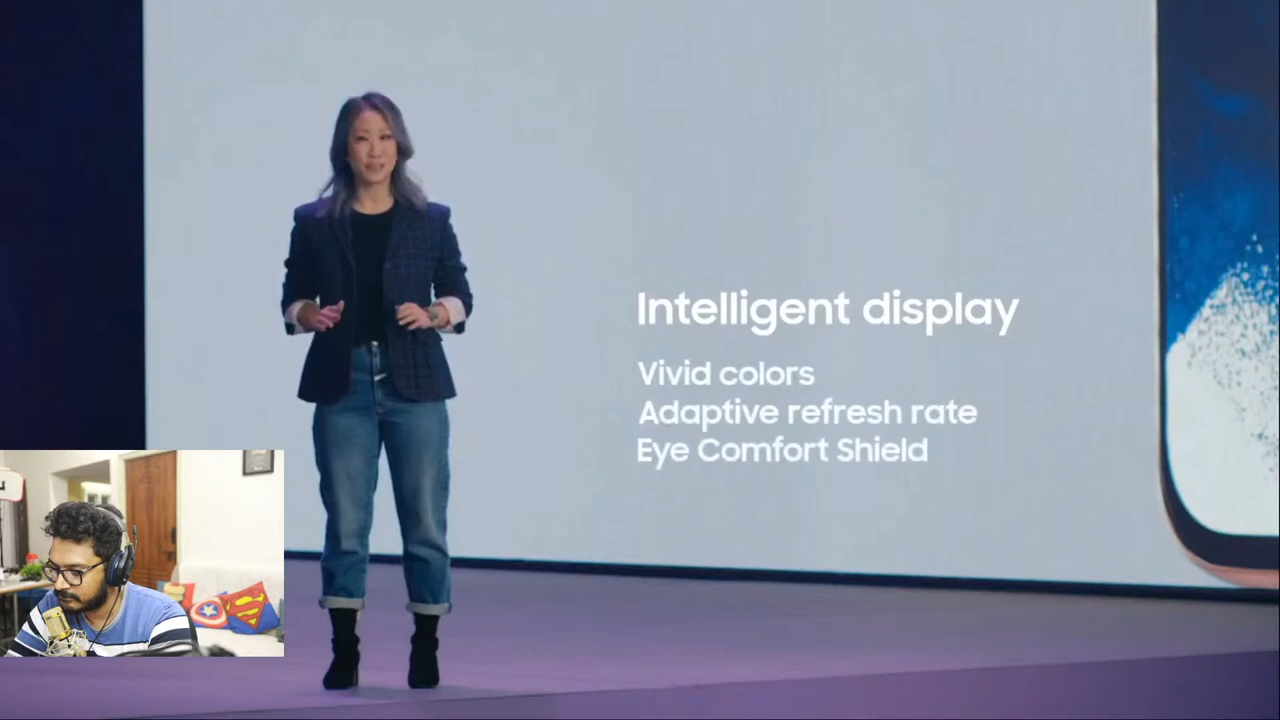 Intelligent display
Vivid colors
Adaptive refresh rate
Eye Comfort Shield